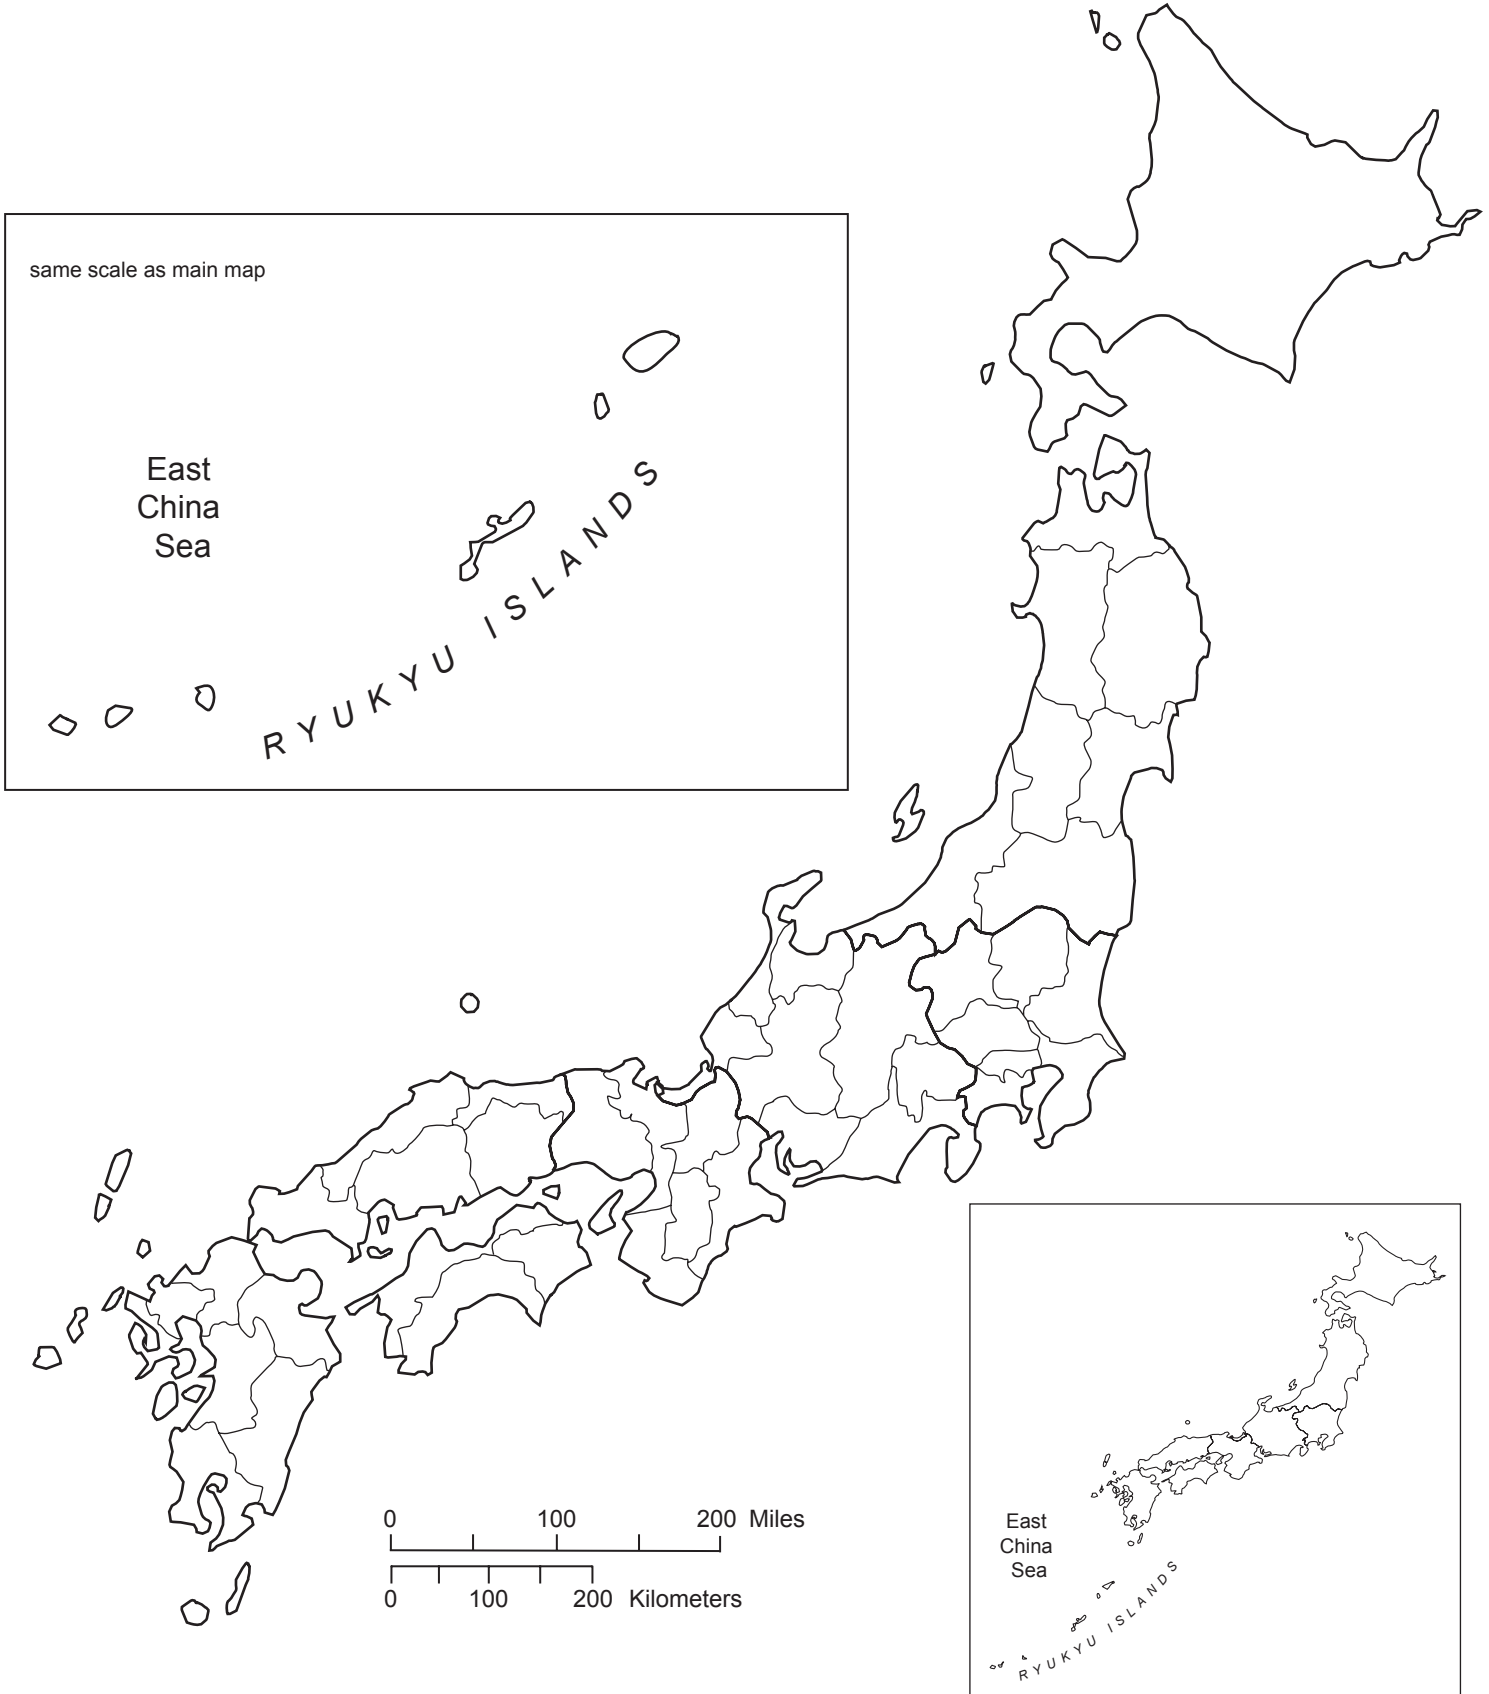 same scale as main map
East
China
Sea
RYUKYU ISLANDS
0 100 200 Miles
0 100 200 Kilometers
East
China
Sea
RYUKYU ISLANDS